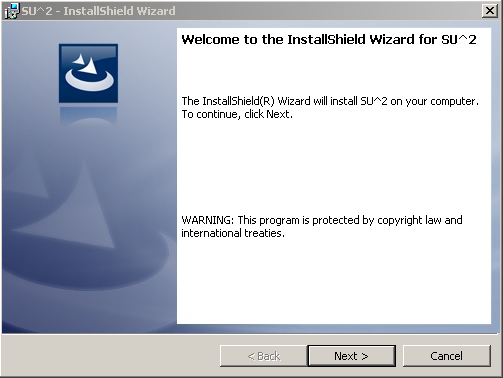 SU^2 - InstallShield Wizard
Welcome to the InstallShield Wizard for SU^2
The InstallShield(R) Wizard will install SU^2 on your computer.
To continue, click Next.
WARNING: This program is protected by copyright law and
international treaties.
< Back Next > Cancel